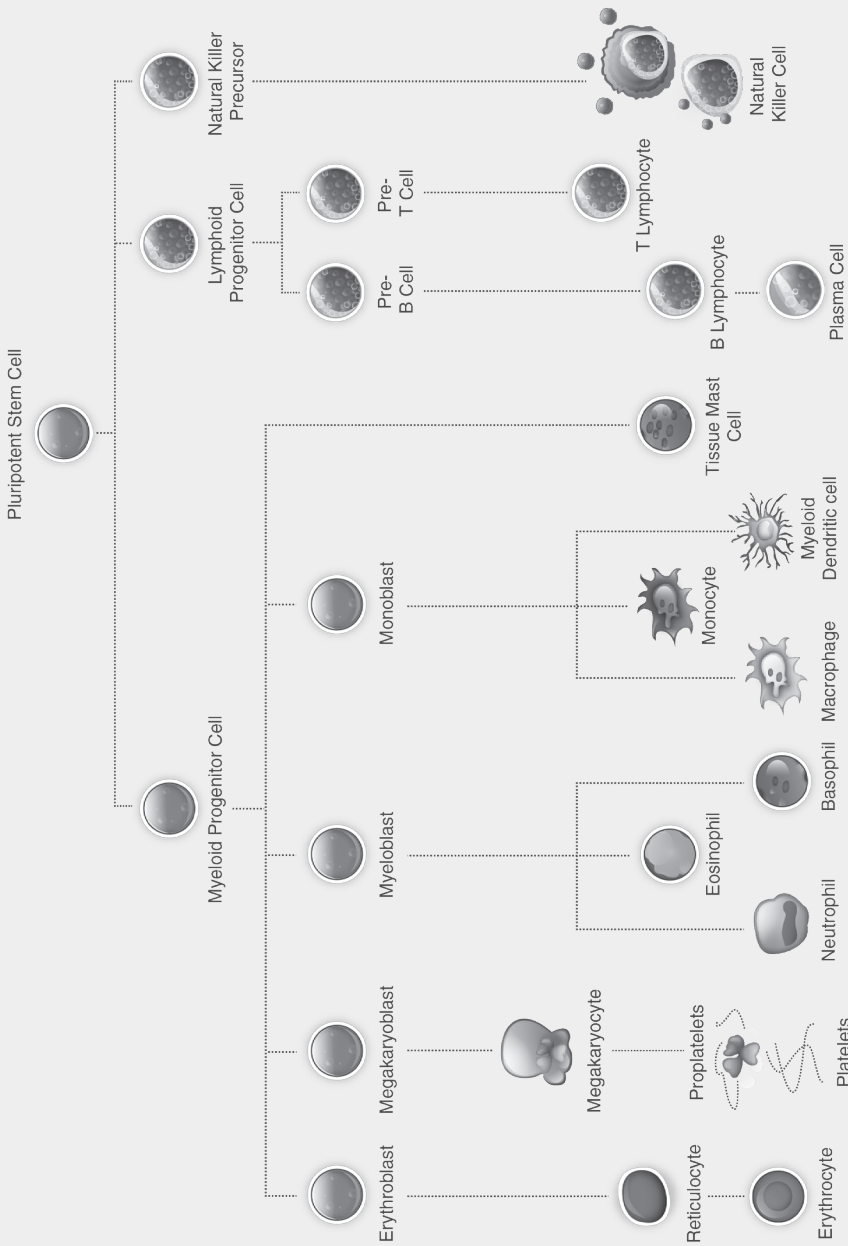 Pluripotent Stem Cell
Myeloid Progenitor Cell
Lymphoid
Progenitor Cell
Natural Killer
Precursor
Erythroblast
Megakaryoblast
Myeloblast
Monoblast
Pre-
B Cell
Pre-
T Cell
Megakaryocyte
T Lymphocyte
Reticulocyte
Proplatelets
Eosinophil
Monocyte
Tissue Mast
Cell
B Lymphocyte
Natural
Killer Cell
Erythrocyte
Platelets
Neutrophil
Basophil
Macrophage
Myeloid
Dendritic cell
Plasma Cell